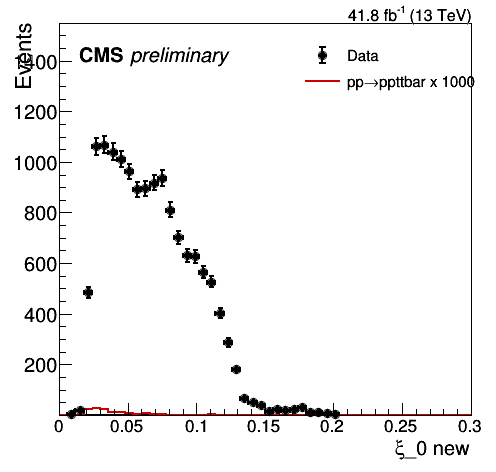 41.8 fb⁻¹ (13 TeV)
Events
CMS preliminary
Data
pp→ppttbar x 1000
1400
1200
1000
800
600
400
200
0 0.05 0.1 0.15 0.2 0.25 0.3
ξ_0 new